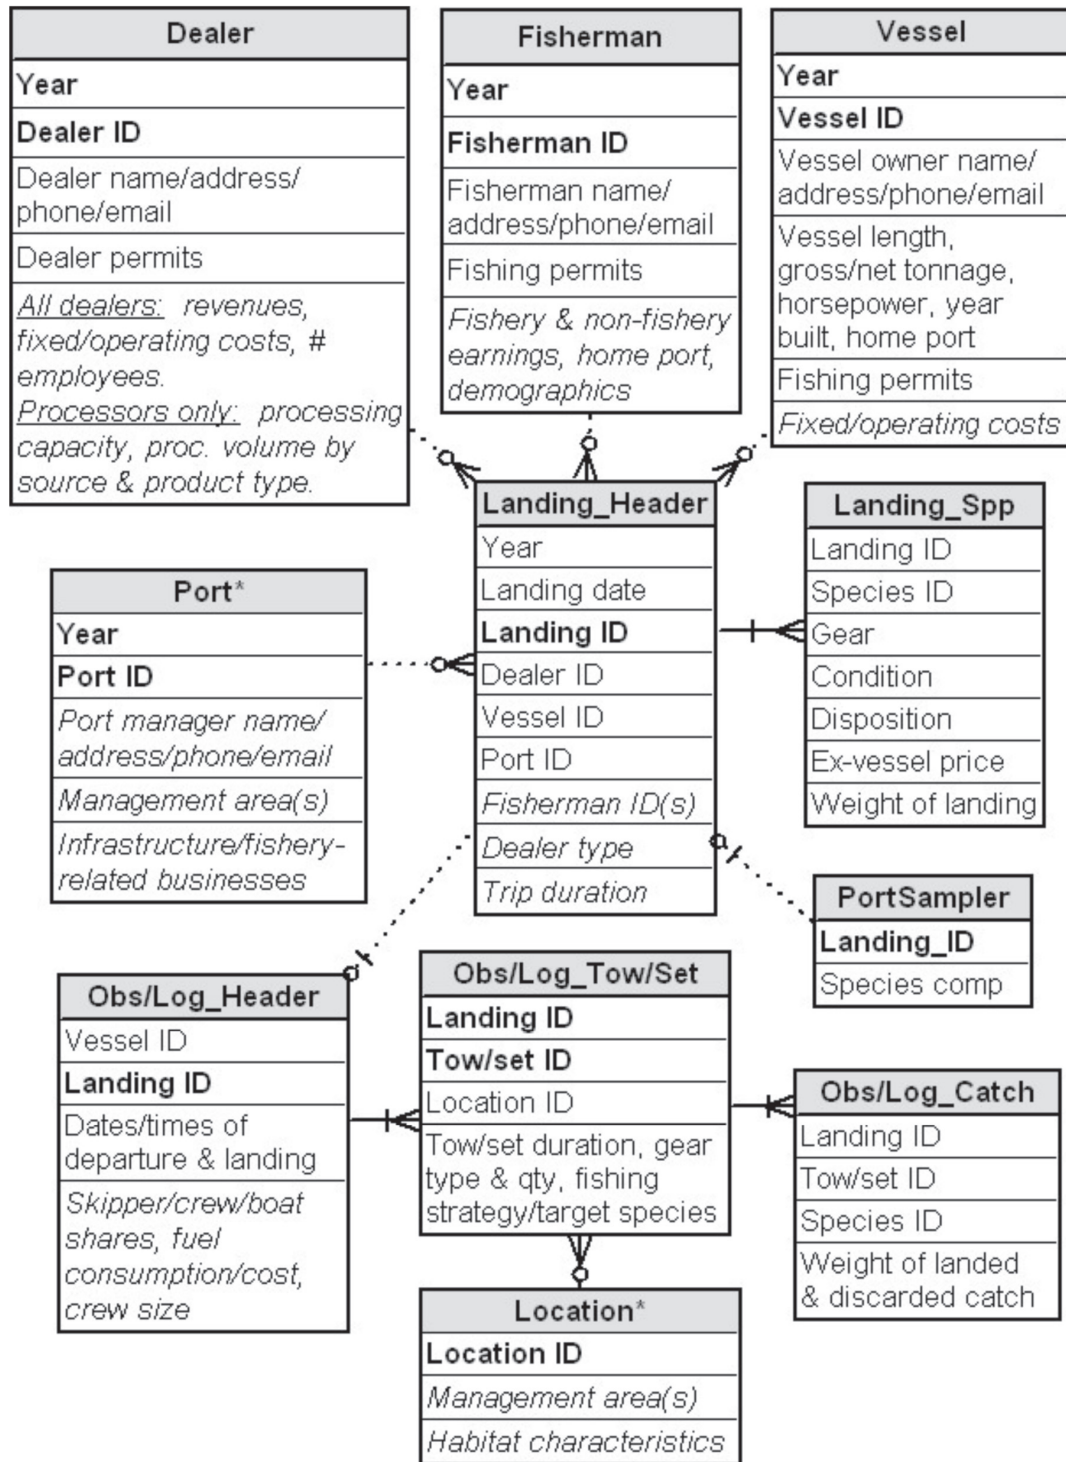 Dealer
Year
Dealer ID
Dealer name/address/
phone/email
Dealer permits
All dealers: revenues,
fixed/operating costs, #
employees.
Processors only: processing
capacity, proc. volume by
source & product type.
Fisherman
Year
Fisherman ID
Fisherman name/
address/phone/email
Fishing permits
Fishery & non-fishery
earnings, home port,
demographics
Vessel
Year
Vessel ID
Vessel owner name/
address/phone/email
Vessel length,
gross/net tonnage,
horsepower, year
built, home port
Fishing permits
Fixed/operating costs
Landing_Header
Year
Landing date
Landing ID
Dealer ID
Vessel ID
Port ID
Fisherman ID(s)
Dealer type
Trip duration
Landing_Spp
Landing ID
Species ID
Gear
Condition
Disposition
Ex-vessel price
Weight of landing
Port*
Year
Port ID
Port manager name/
address/phone/email
Management area(s)
Infrastructure/fishery-
related businesses
PortSampler
Landing_ID
Species comp
Obs/Log_Header
Vessel ID
Landing ID
Dates/times of
departure & landing
Skipper/crew/boat
shares, fuel
consumption/cost,
crew size
Obs/Log_Tow/Set
Landing ID
Tow/set ID
Location ID
Tow/set duration, gear
type & qty, fishing
strategy/target species
Obs/Log_Catch
Landing ID
Tow/set ID
Species ID
Weight of landed
& discarded catch
Location*
Location ID
Management area(s)
Habitat characteristics